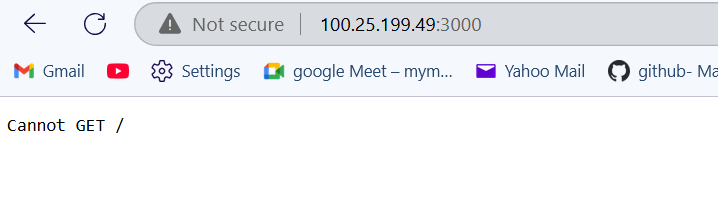 Not secure 100.25.199.49:3000
Gmail Settings google Meet – mym... Yahoo Mail github- Ma
Cannot GET /